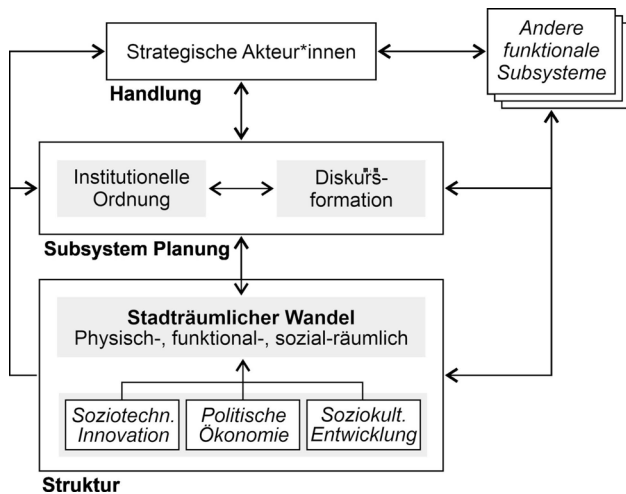 Strategische Akteur*innen
Andere
funktionale
Subsysteme
Handlung
Institutionelle
Ordnung
Diskurs-
formation
Subsystem Planung
Stadträumlicher Wandel
Physisch-, funktional-, sozial-räumlich
Soziotechn.
Innovation
Politische
Ökonomie
Soziokult.
Entwicklung
Struktur